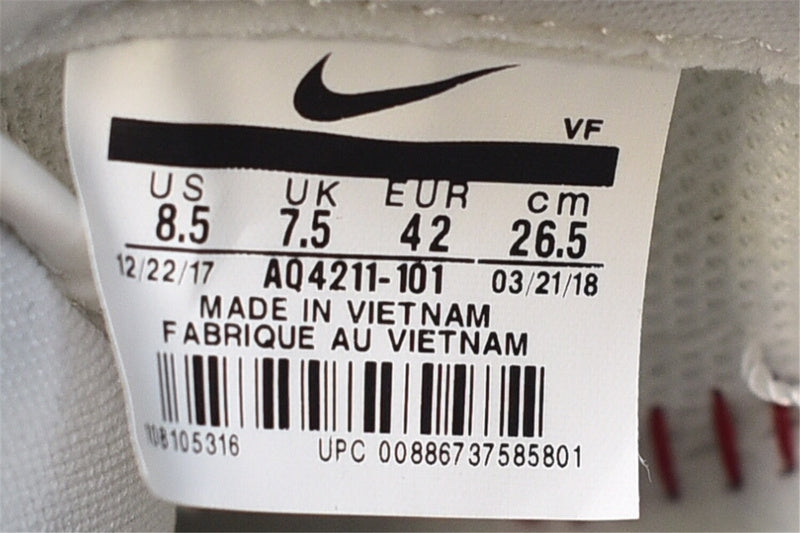 VF
US UK EUR cm
8.5 7.5 42 26.5
12/22/17 AQ4211-101 03/21/18
MADE IN VIETNAM
FABRIQUE AU VIETNAM
UPC 00886737585801